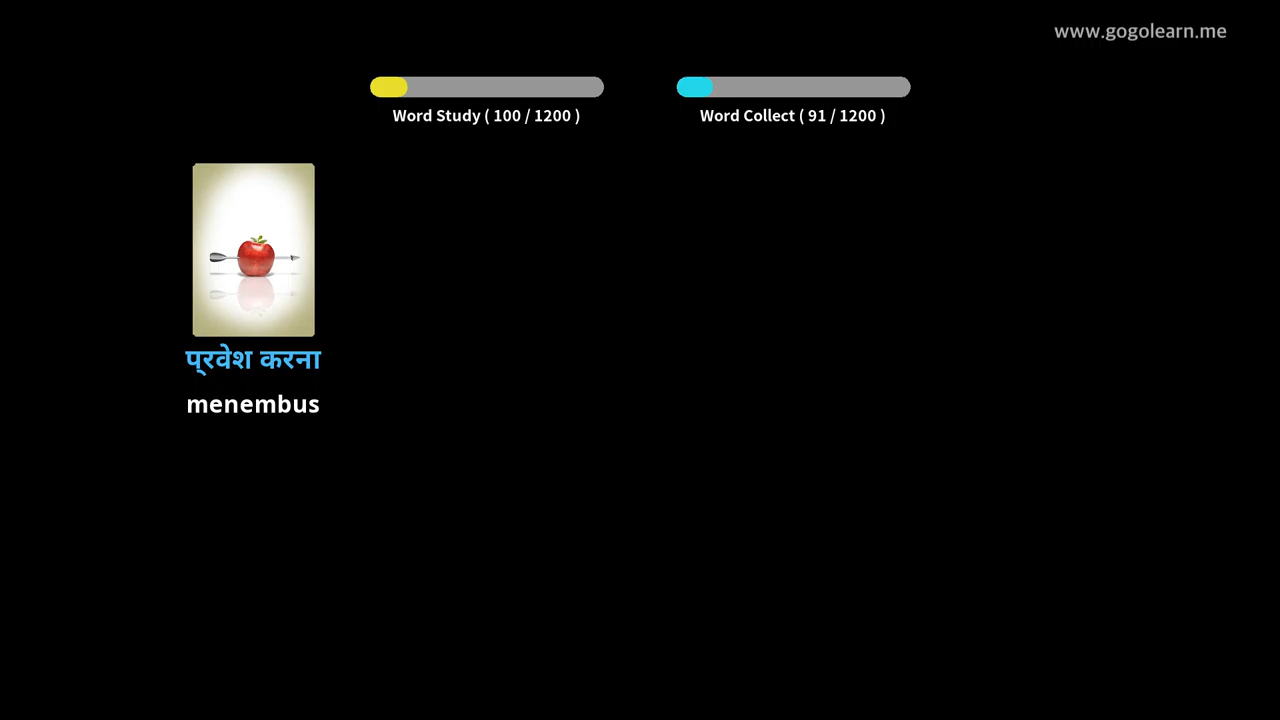 www.gogolearn.me
Word Study ( 100 / 1200 )
Word Collect ( 91 / 1200 )
प्रवेश करना
menembus